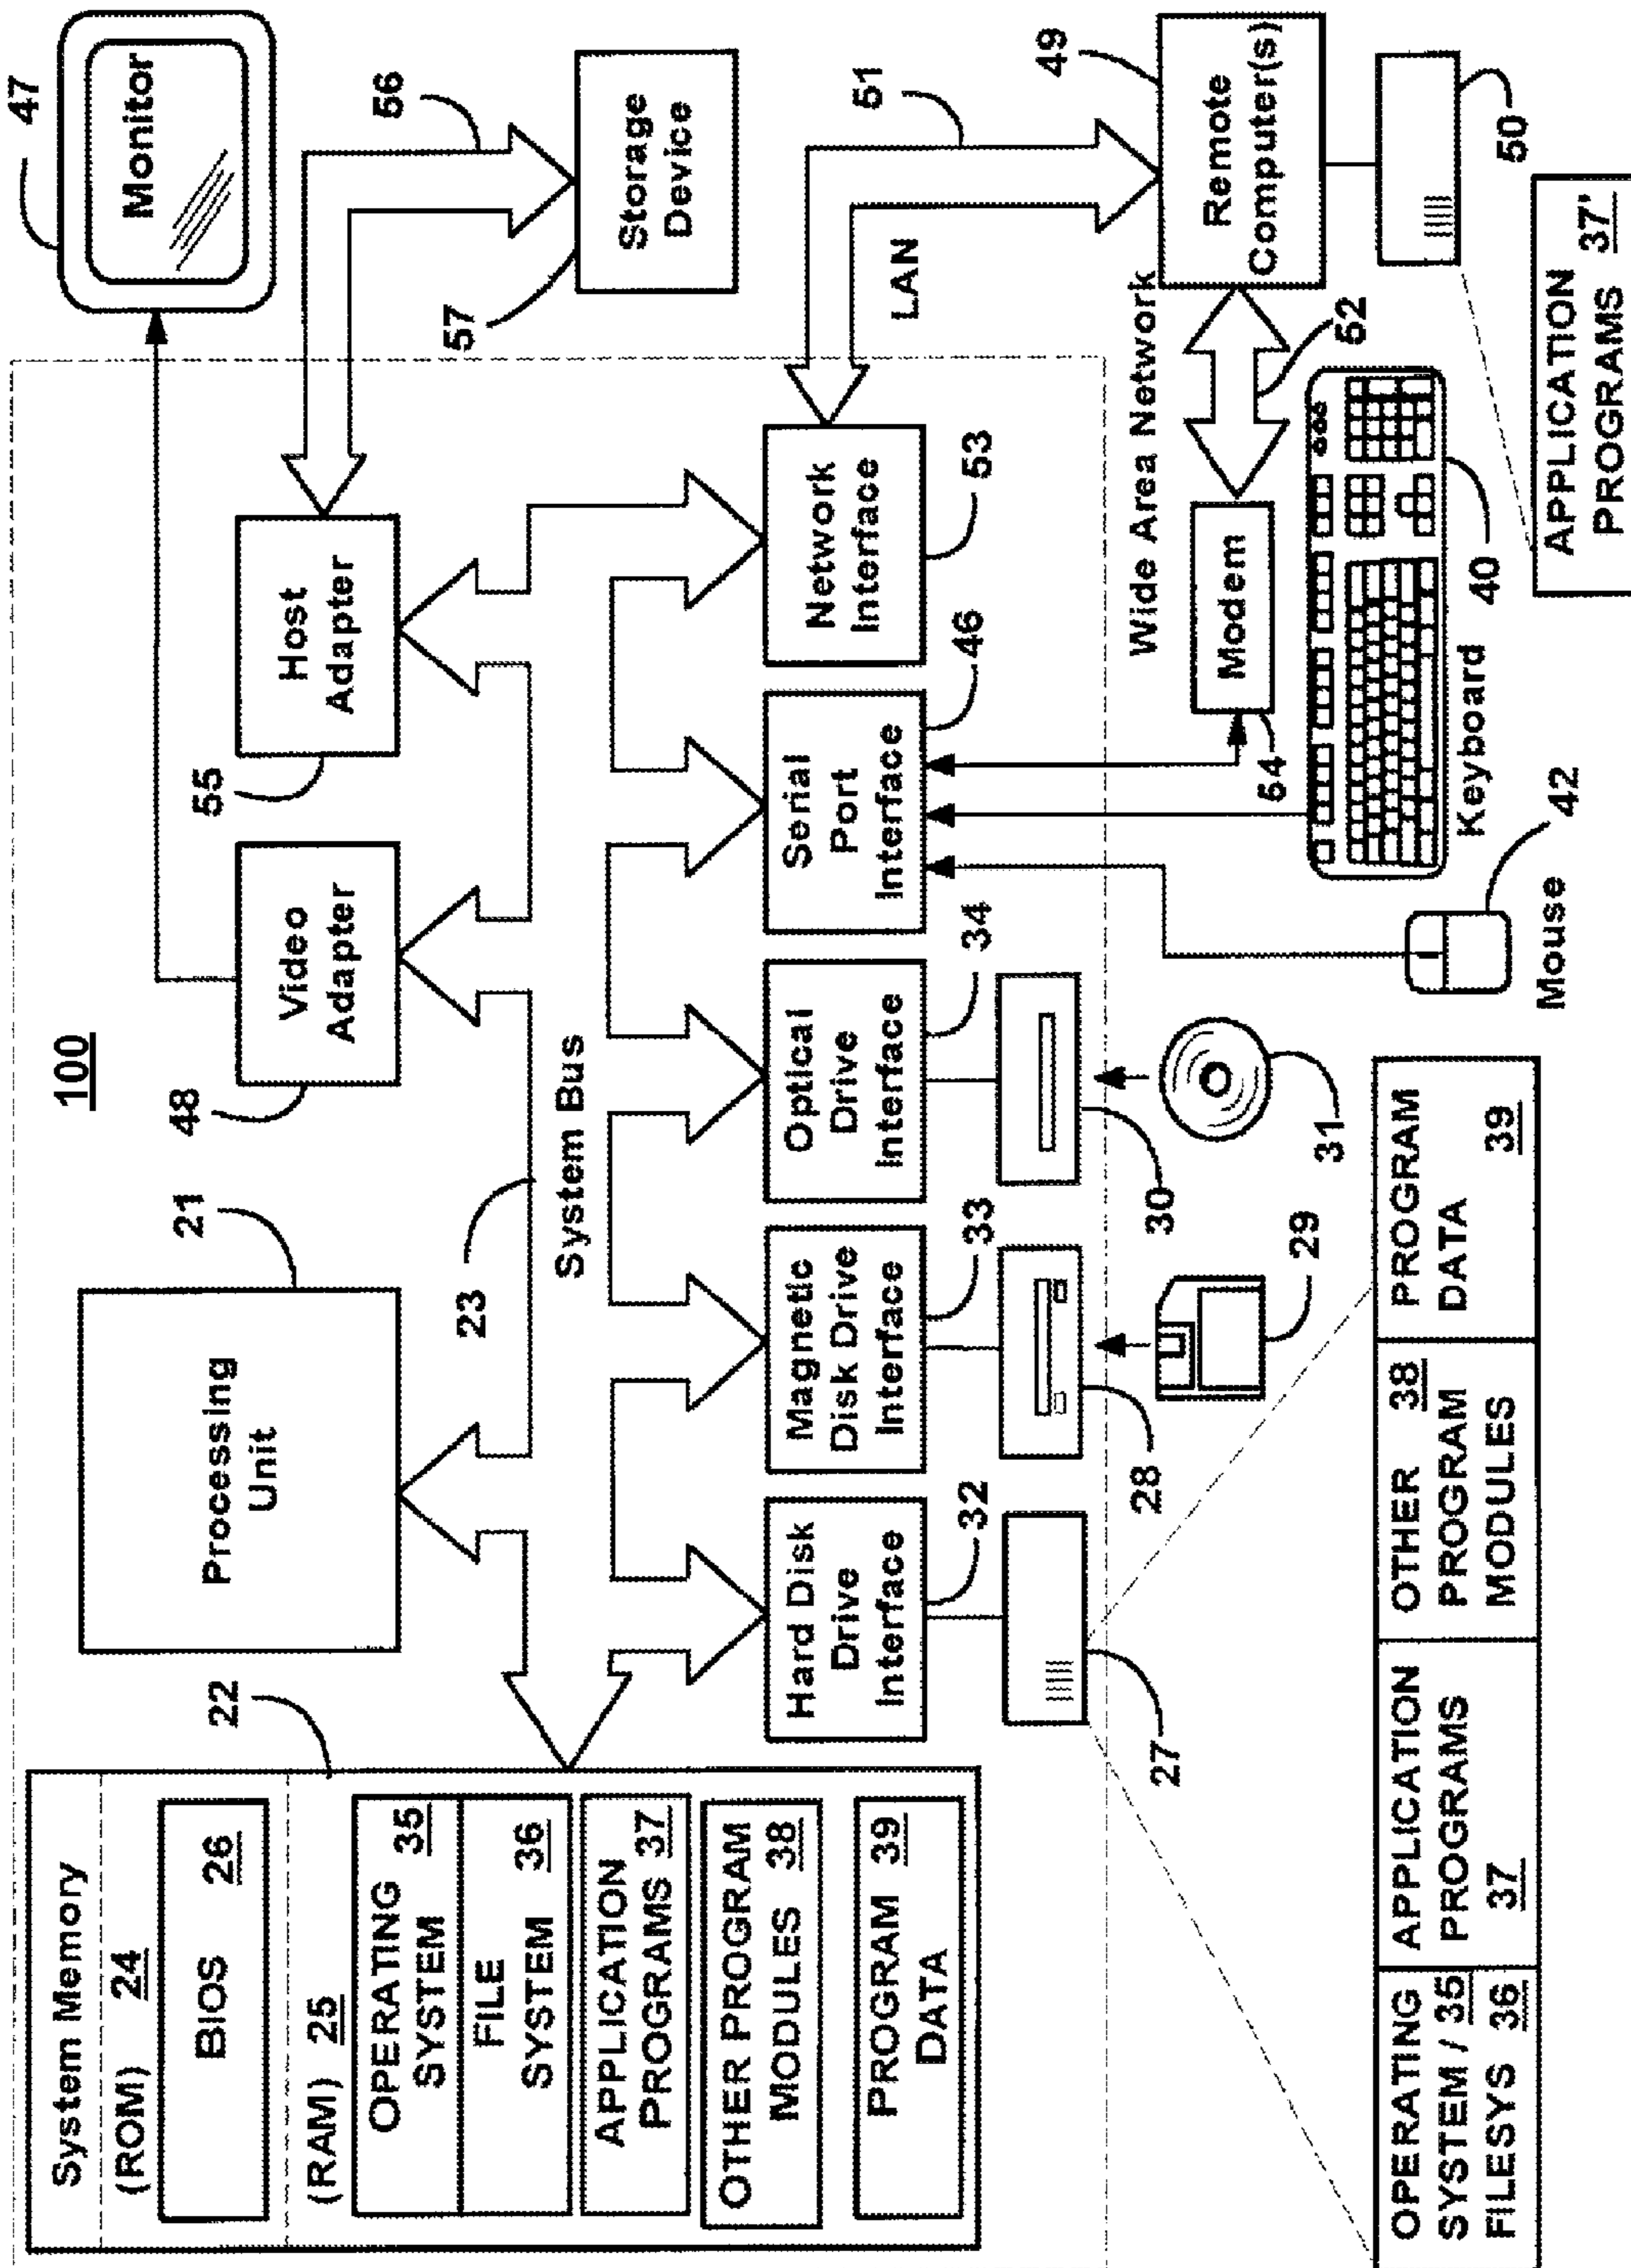 100
System Memory
(ROM) 24
BIOS 26
(RAM) 25
22
OPERATING
SYSTEM 35
FILE
SYSTEM 36
APPLICATION
PROGRAMS 37
OTHER PROGRAM
MODULES 38
PROGRAM 39
DATA
Processing
Unit
21
48
Video
Adapter
55
Host
Adapter
47
Monitor
23
System Bus
56
57
Storage
Device
Hard Disk
Drive
Interface
32
Magnetic
Disk Drive
Interface
33
Optical
Drive
Interface
34
Serial
Port
Interface
46
Network
Interface
53
LAN
51
27
28
29
30
31
Wide Area Network
Modem
54
52
Remote
Computer(s)
49
50
Keyboard
40
Mouse
42
OPERATING
SYSTEM / 35
FILESYS 36
APPLICATION
PROGRAMS
37
OTHER 38
PROGRAM
MODULES
PROGRAM
DATA
39
APPLICATION
PROGRAMS 37'